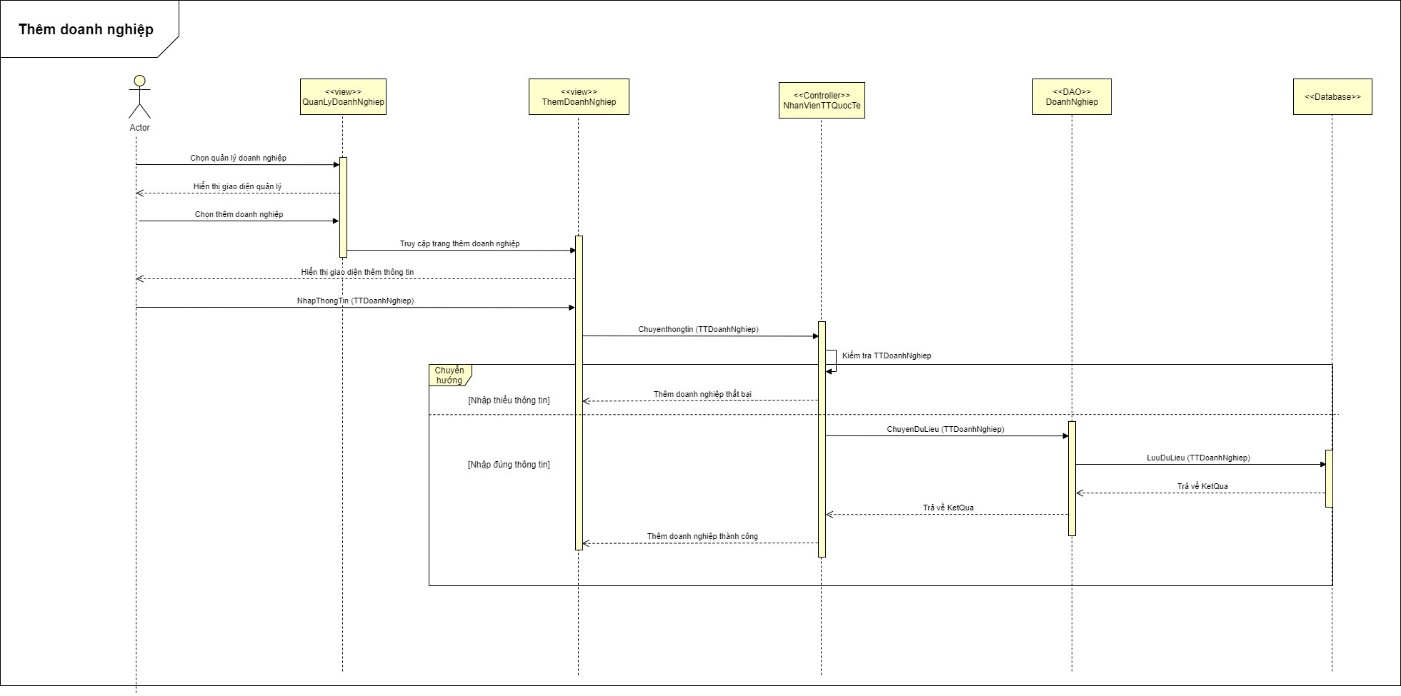 Thêm doanh nghiệp
Actor
<<view>>
QuanLyDoanhNghiep
<<view>>
ThemDoanhNghiep
<<Controller>>
NhanVienTTQuocTe
<<DAO>>
DoanhNghiep
<<Database>>
Chọn quản lý doanh nghiệp
Hiển thị giao diện quản lý
Chọn thêm doanh nghiệp
Truy cập trang thêm doanh nghiệp
Hiển thị giao diện thêm thông tin
NhapThongTin (TTDoanhNghiep)
Chuyenthongtin (TTDoanhNghiep)
Kiểm tra TTDoanhNghiep
Chuyển
hướng
[Nhập thiếu thông tin]
Thêm doanh nghiệp thất bai
ChuyenDuLieu (TTDoanhNghiep)
[Nhập đúng thông tin]
LuuDuLieu (TTDoanhNghiep)
Trả về KetQua
Trả về KetQua
Thêm doanh nghiệp thành công